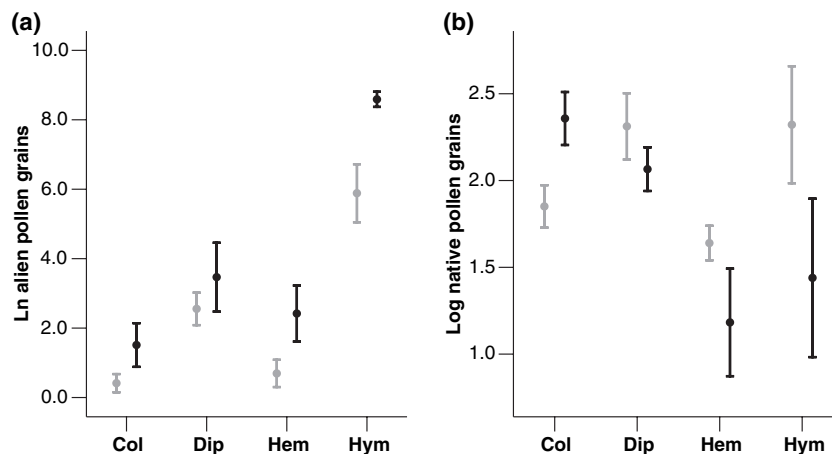 (a)
Ln alien pollen grains
10.0
8.0
6.0
4.0
2.0
0.0
Col Dip Hem Hym
(b)
Log native pollen grains
2.5
2.0
1.5
1.0
Col Dip Hem Hym